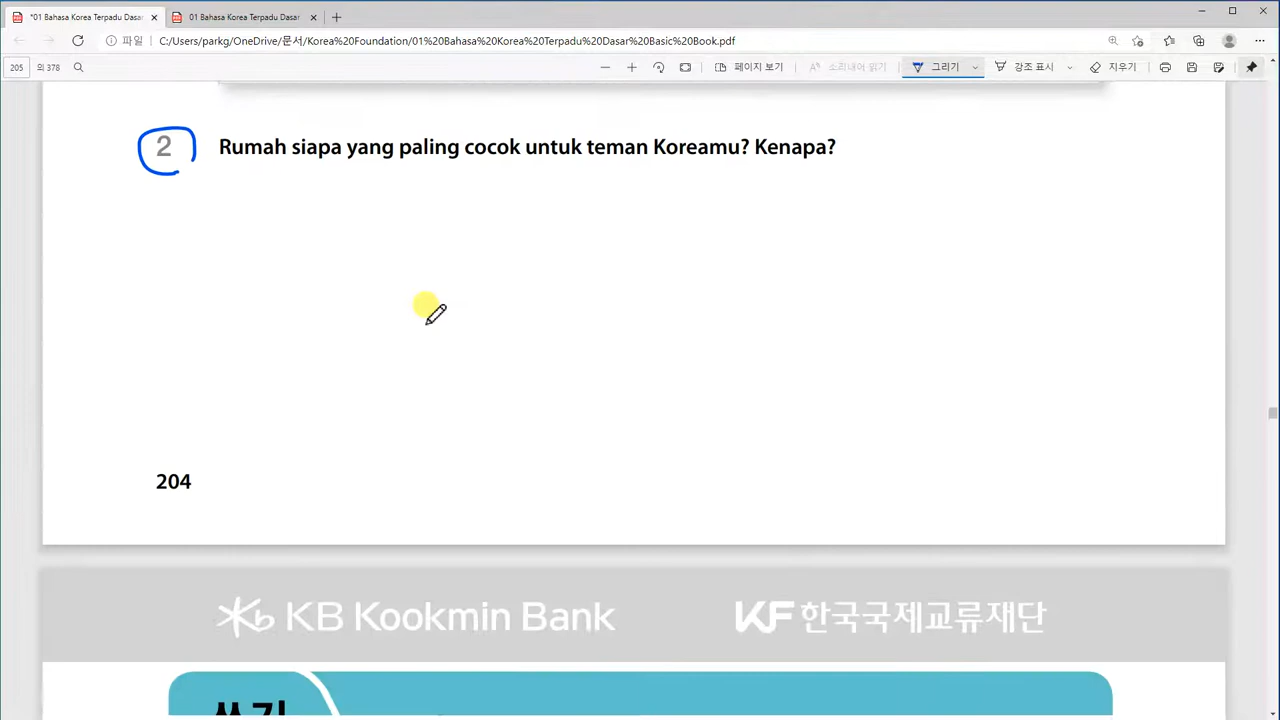 *01 Bahasa Korea Terpadu Dasar
01 Bahasa Korea Terpadu Dasar
파일
C:/Users/parkg/OneDrive/문서/Korea%20Foundation/01%20Bahasa%20Korea%20Terpadu%20Dasar%20Basic%20Book.pdf
205 의 378
페이지 보기
소리내어 읽기
그리기
강조 표시
지우기
2 Rumah siapa yang paling cocok untuk teman Koreamu? Kenapa?
204
Kb KB Kookmin Bank
KF 한국국제교류재단
쓰기